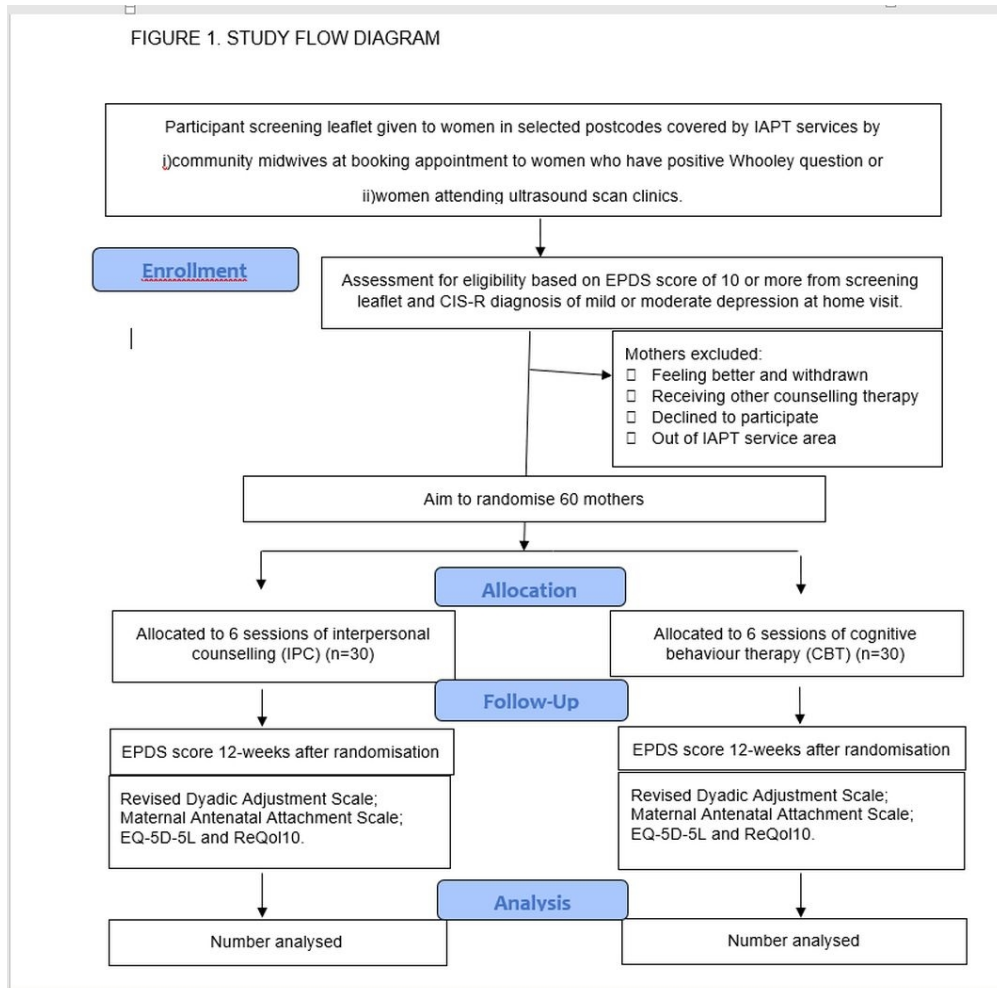 FIGURE 1. STUDY FLOW DIAGRAM
Participant screening leaflet given to women in selected postcodes covered by IAPT services by
i)community midwives at booking appointment to women who have positive Whooley question or
ii)women attending ultrasound scan clinics.
Enrollment
Assessment for eligibility based on EPDS score of 10 or more from screening
leaflet and CIS-R diagnosis of mild or moderate depression at home visit.
Mothers excluded:
Feeling better and withdrawn
Receiving other counselling therapy
Declined to participate
Out of IAPT service area
Aim to randomise 60 mothers
Allocation
Allocated to 6 sessions of interpersonal
counselling (IPC) (n=30)
Allocated to 6 sessions of cognitive
behaviour therapy (CBT) (n=30)
Follow-Up
EPDS score 12-weeks after randomisation
Revised Dyadic Adjustment Scale;
Maternal Antenatal Attachment Scale;
EQ-5D-5L and ReQol10.
EPDS score 12-weeks after randomisation
Revised Dyadic Adjustment Scale;
Maternal Antenatal Attachment Scale;
EQ-5D-5L and ReQol10.
Analysis
Number analysed
Number analysed